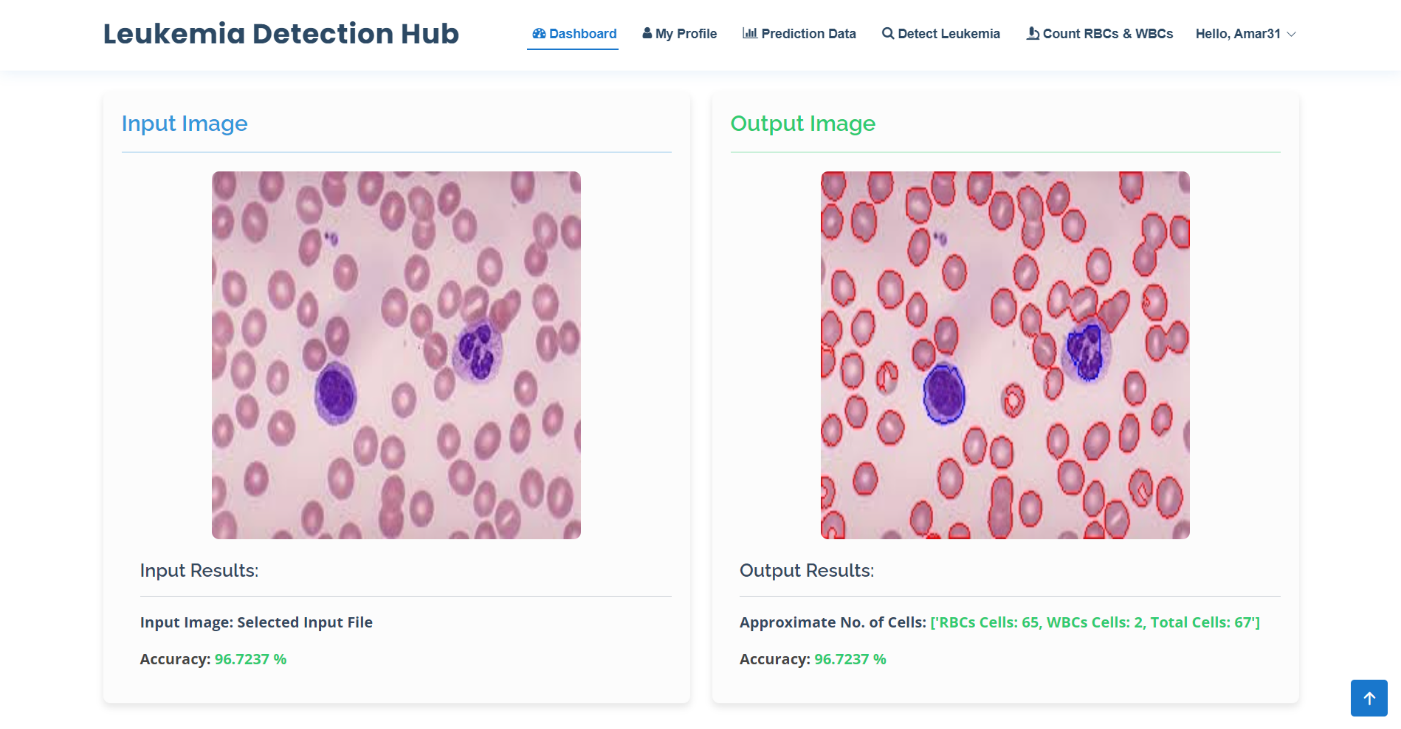 Leukemia Detection Hub
Dashboard
My Profile
Prediction Data
Detect Leukemia
Count RBCs & WBCs
Hello, Amar31
Input Image
Input Results:
Input Image: Selected Input File
Accuracy: 96.7237 %
Output Image
Output Results:
Approximate No. of Cells: ['RBCs Cells: 65, WBCs Cells: 2, Total Cells: 67']
Accuracy: 96.7237 %